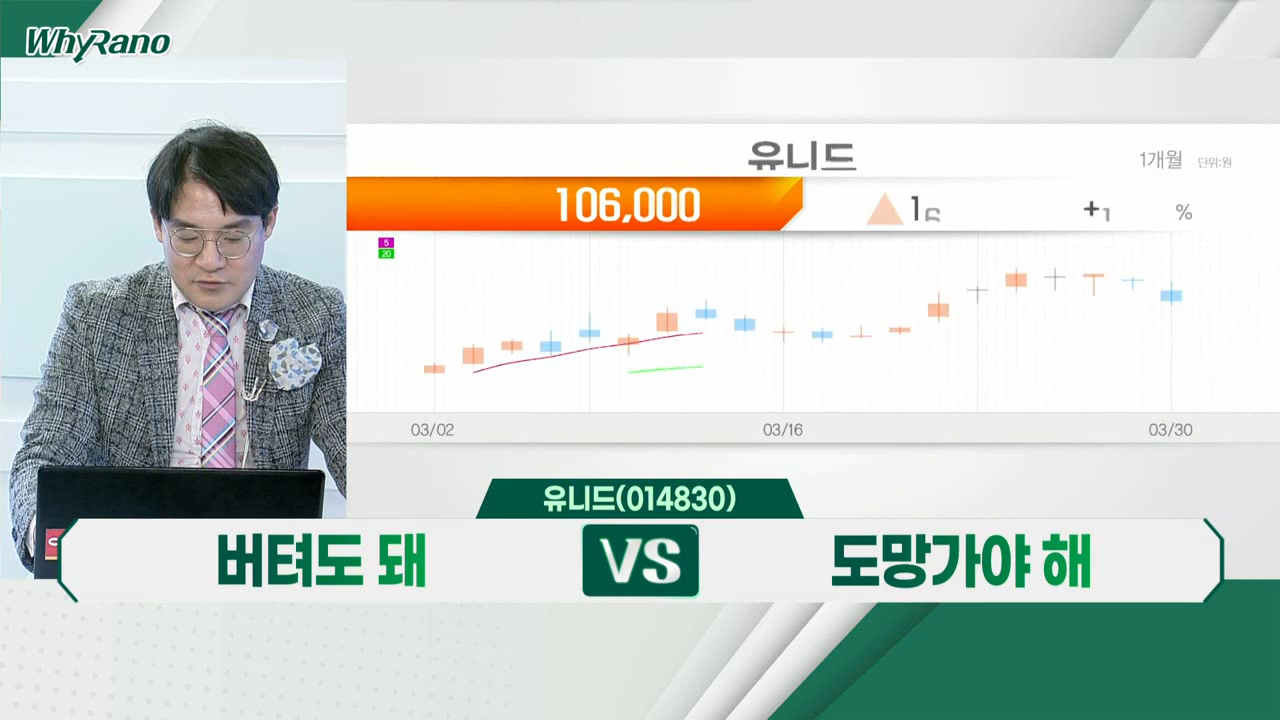 WhyRano
유니드
1개월 단위:원
106,000
%
5
20
03/02 03/16 03/30
유니드(014830)
버텨도 돼 VS 도망가야 해